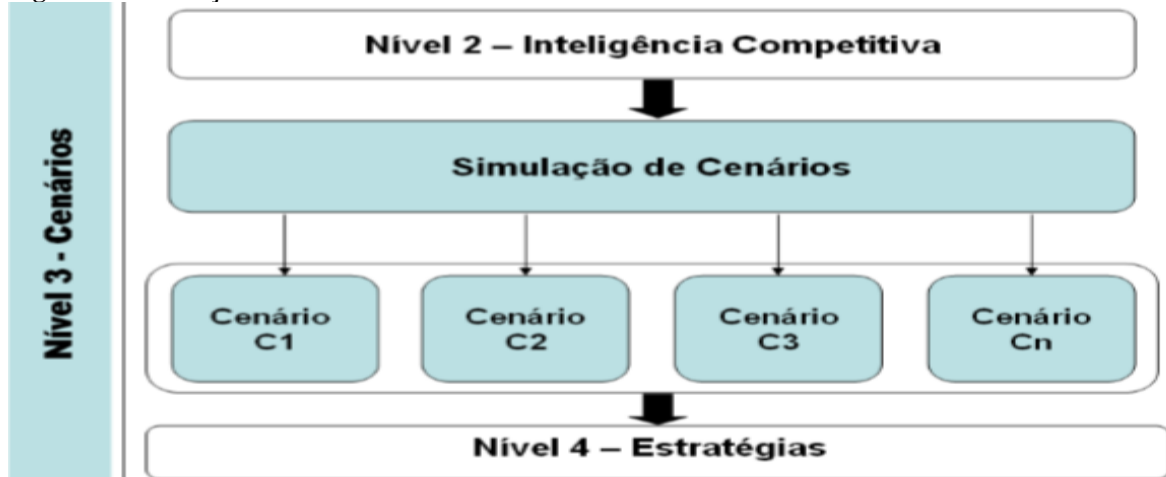 Nível 2 – Inteligência Competitiva
Simulação de Cenários
Nível 3 - Cenários
Cenário
C1
Cenário
C2
Cenário
C3
Cenário
Cn
Nível 4 – Estratégias